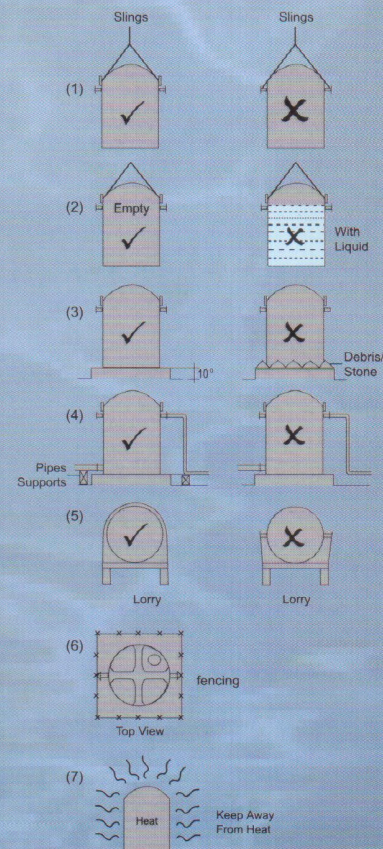 Slings Slings
(1)
(2) Empty With
Liquid
(3)
10° Debris/
Stone
(4)
Pipes
Supports
(5)
Lorry Lorry
(6)
fencing
Top View
(7)
Heat Keep Away
From Heat